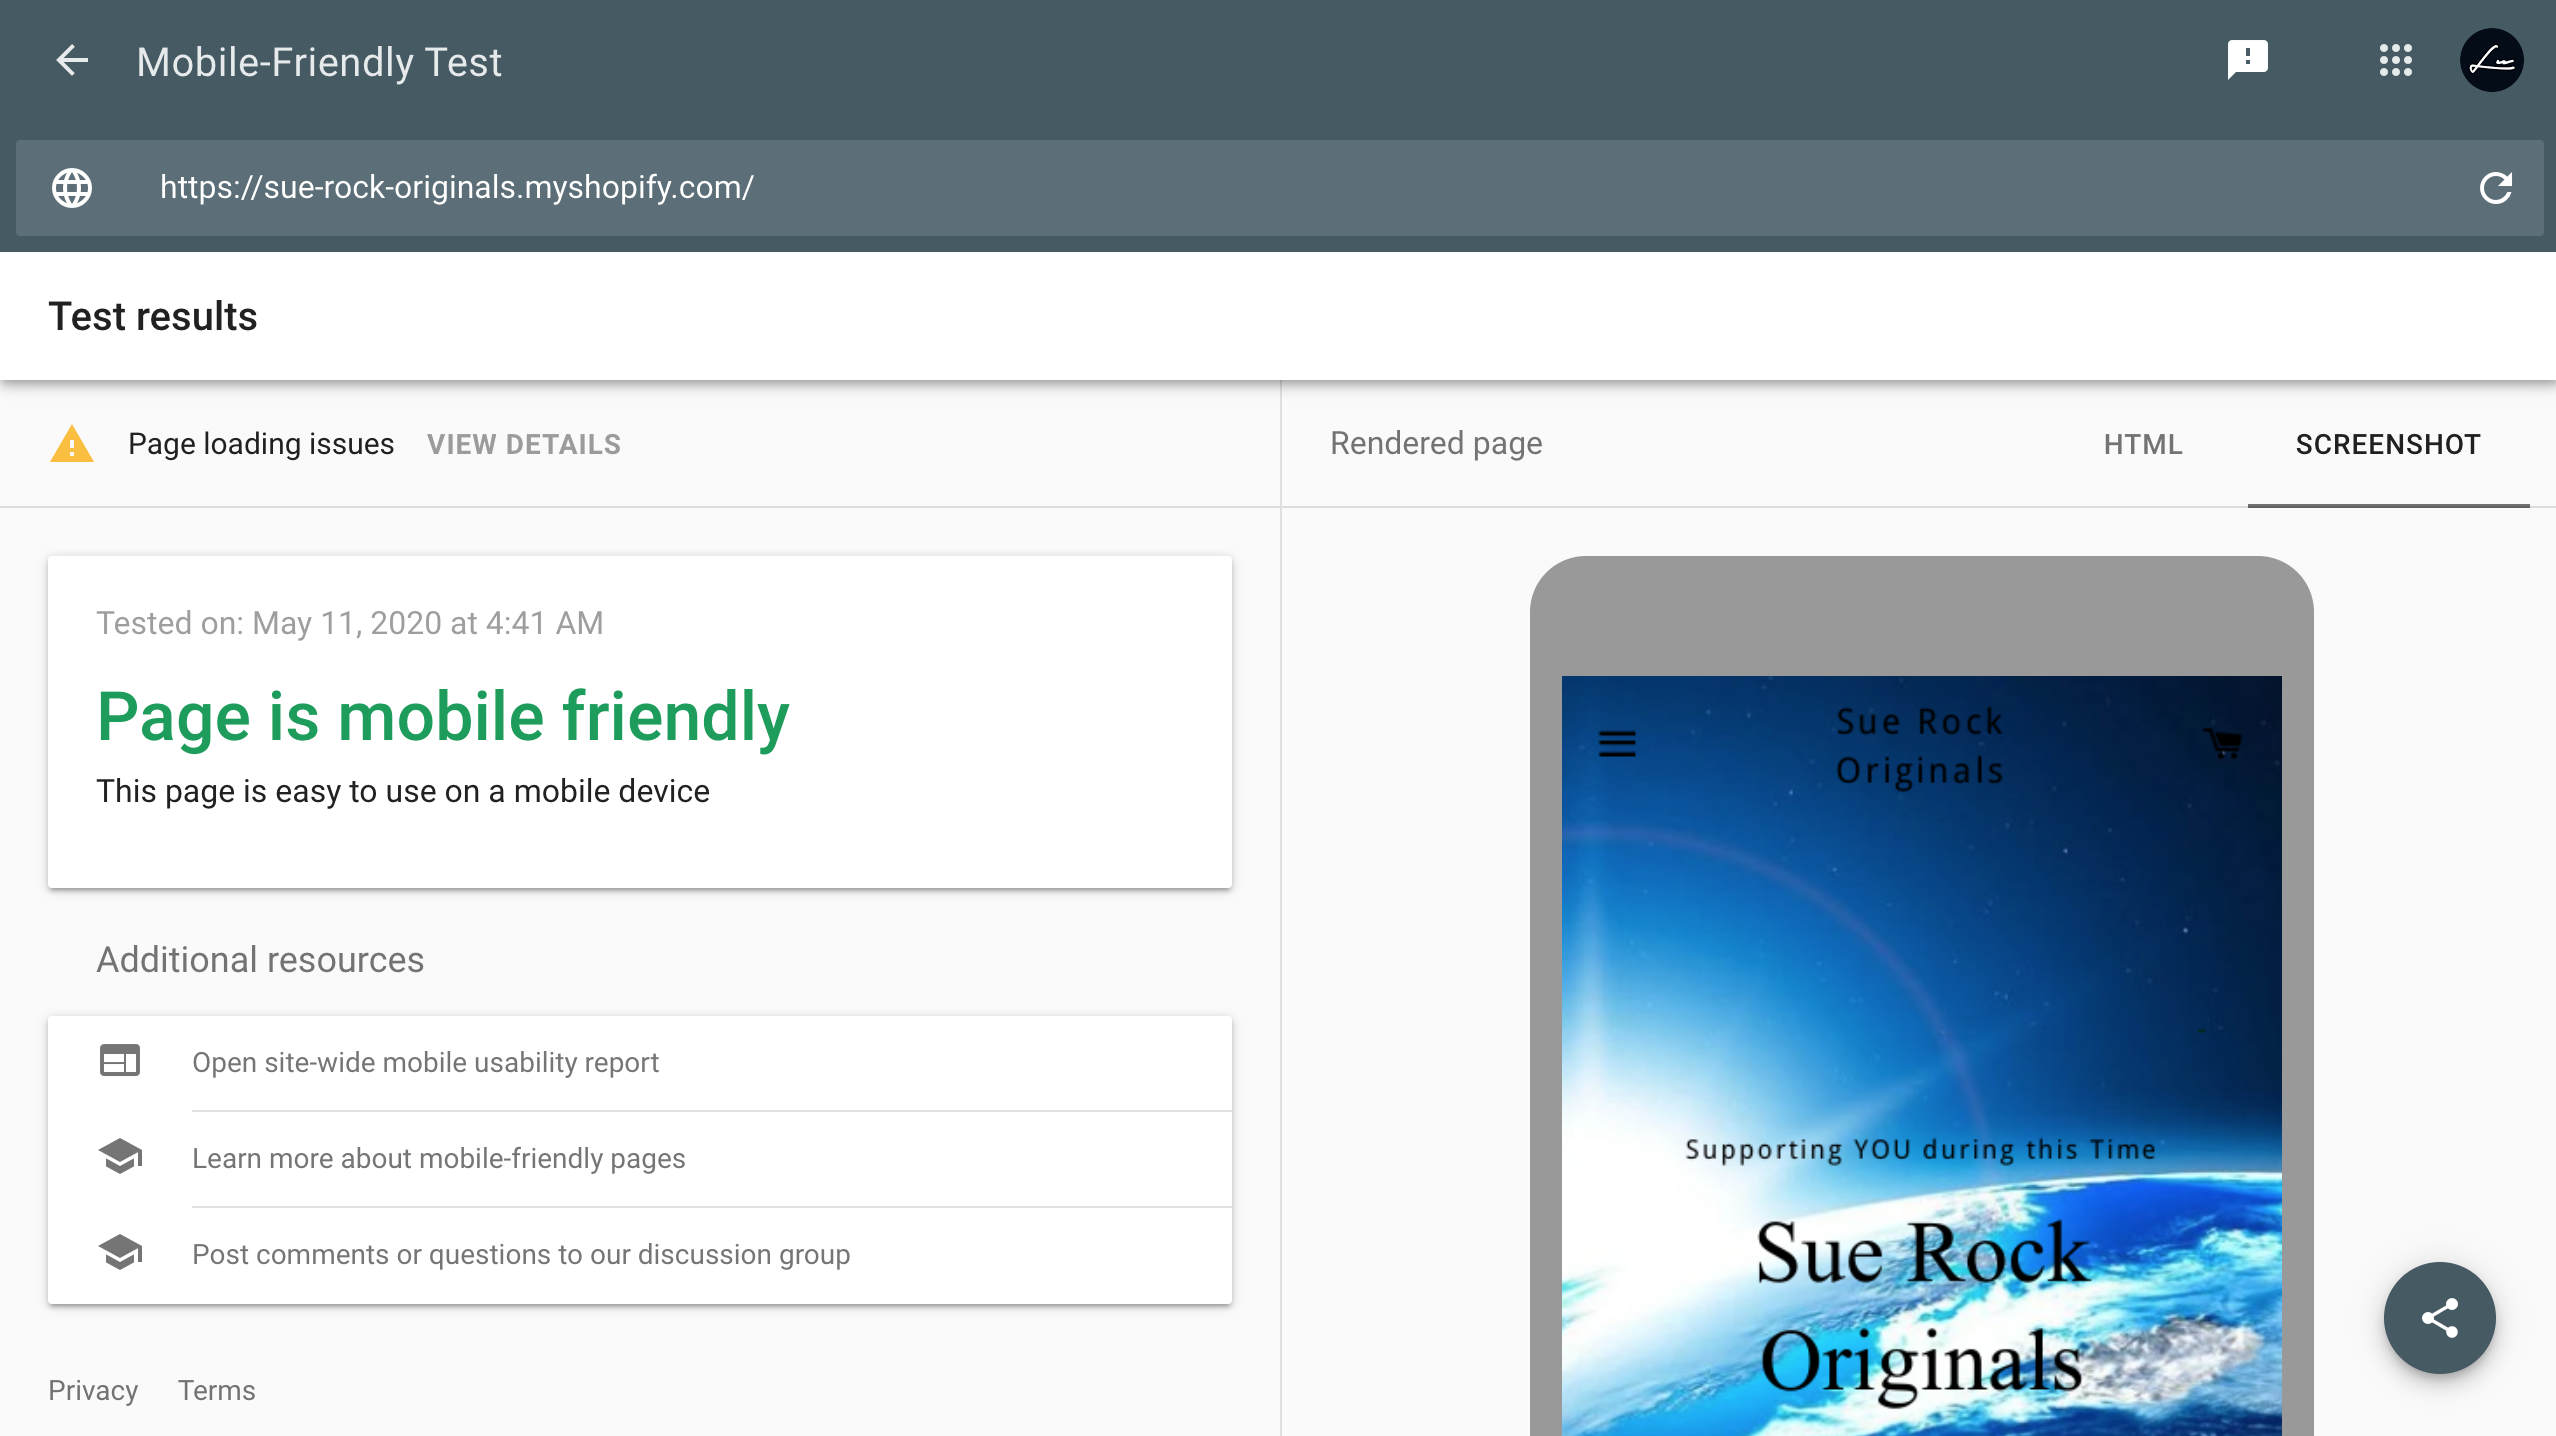 Mobile-Friendly Test
https://sue-rock-originals.myshopify.com/
Test results
Page loading issues VIEW DETAILS
Tested on: May 11, 2020 at 4:41 AM
Page is mobile friendly
This page is easy to use on a mobile device
Additional resources
Open site-wide mobile usability report
Learn more about mobile-friendly pages
Post comments or questions to our discussion group
Privacy Terms
Rendered page HTML SCREENSHOT
Sue Rock
Originals
Supporting YOU during this Time
Sue Rock
Originals